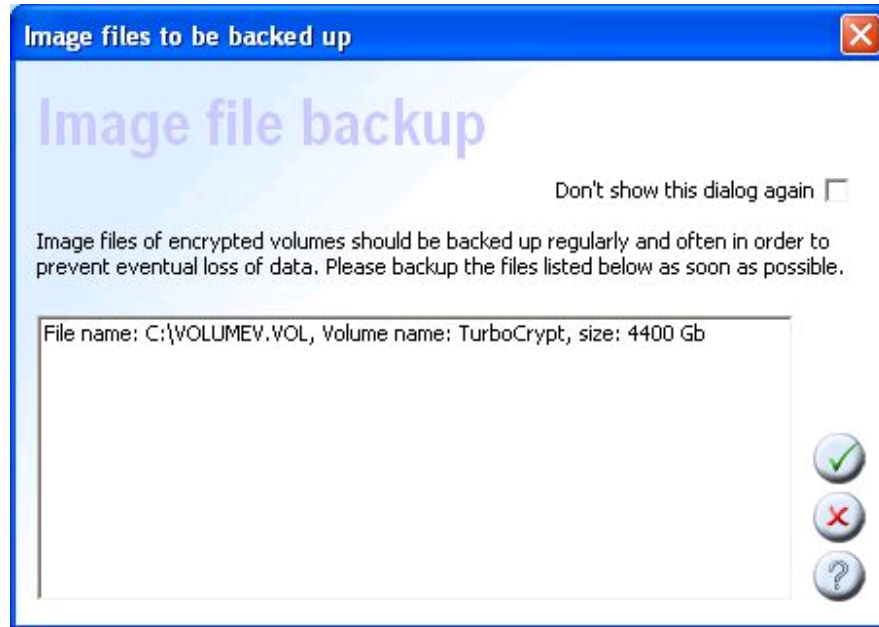 Image files to be backed up
Image file backup
Don't show this dialog again
Image files of encrypted volumes should be backed up regularly and often in order to
prevent eventual loss of data. Please backup the files listed below as soon as possible.
File name: C:\VOLUMEV.VOL, Volume name: TurboCrypt, size: 4400 Gb
?